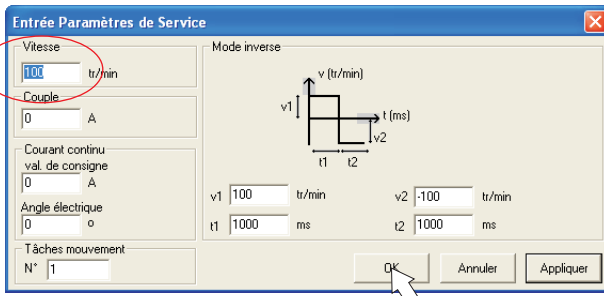 Entrée Paramètres de Service
Vitesse
100 tr/min
Couple
0 A
Courant continu
val. de consigne
0 A
Angle électrique
0 o
Tâches mouvement
N° 1
Mode inverse
v (tr/min)
v1
t (ms)
v2
t1 t2
v1 100 tr/min v2 -100 tr/min
t1 1000 ms t2 1000 ms
OK Annuler Appliquer